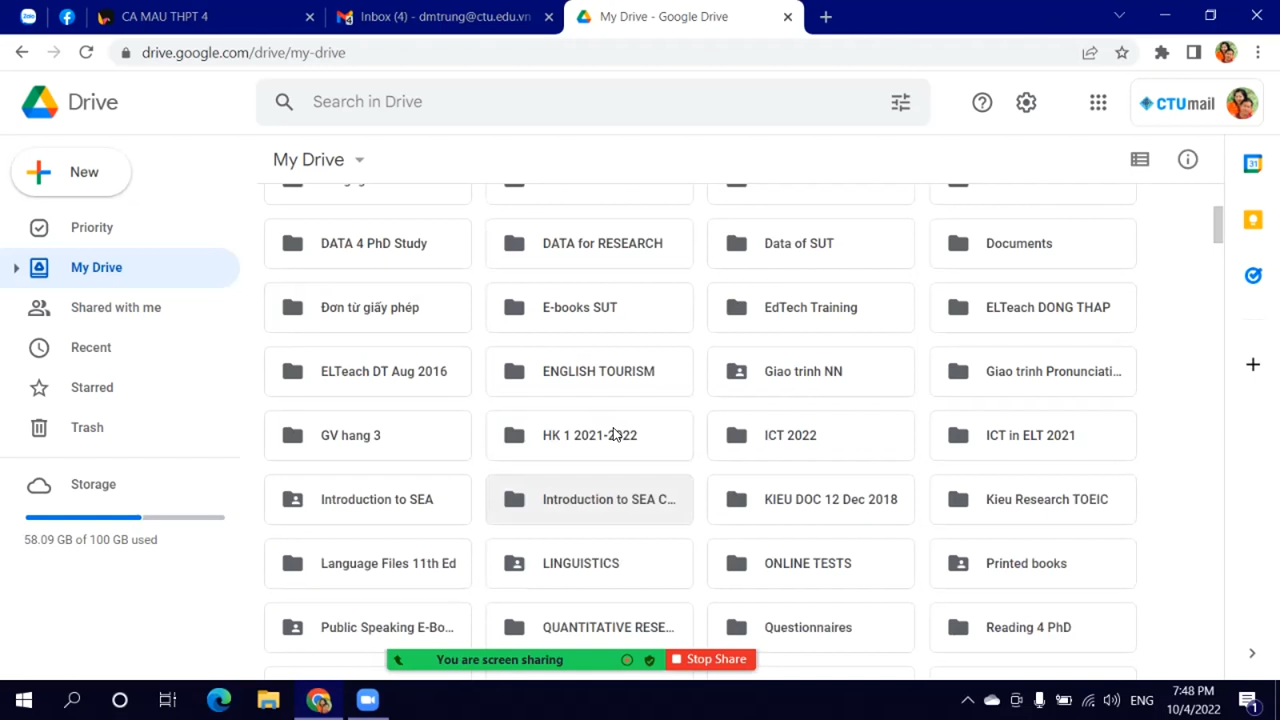 CA MAU THPT 4
Inbox (4) - dmtrung@ctu.edu.vn
My Drive - Google Drive
drive.google.com/drive/my-drive
Drive
Search in Drive
CTUmail
New
My Drive
Priority
My Drive
Shared with me
Recent
Starred
Trash
Storage
58.09 GB of 100 GB used
DATA 4 PhD Study
DATA for RESEARCH
Data of SUT
Documents
Đơn từ giấy phép
E-books SUT
EdTech Training
ELTeach DONG THAP
ELTeach DT Aug 2016
ENGLISH TOURISM
Giao trinh NN
Giao trinh Pronunciati...
GV hang 3
HK 1 2021-2022
ICT 2022
ICT in ELT 2021
Introduction to SEA
Introduction to SEA C...
KIEU DOC 12 Dec 2018
Kieu Research TOEIC
Language Files 11th Ed
LINGUISTICS
ONLINE TESTS
Printed books
Public Speaking E-Bo...
QUANTITATIVE RESE...
Questionnaires
Reading 4 PhD
You are screen sharing
Stop Share
ENG
7:48 PM
10/4/2022